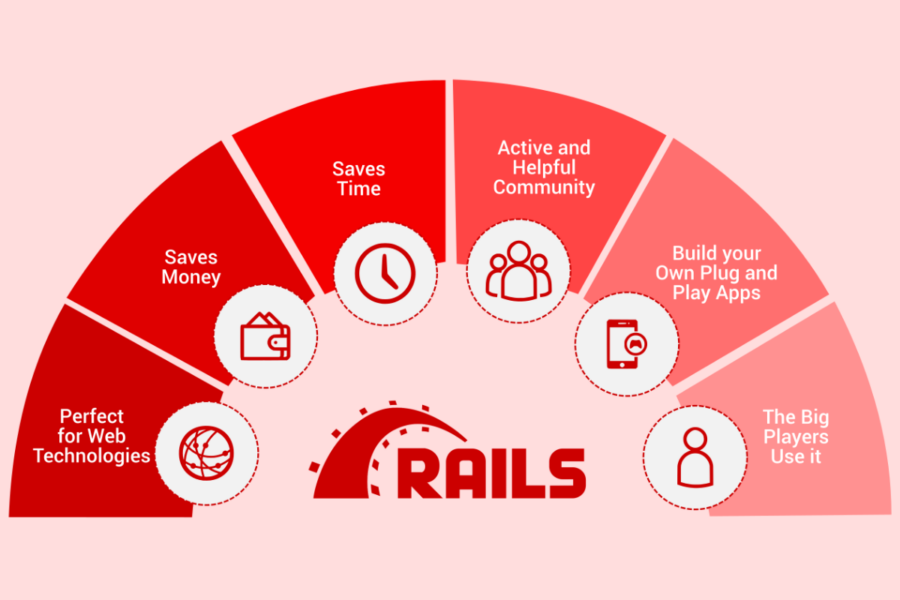 Perfect
for Web
Technologies
Saves
Money
Saves
Time
Active and
Helpful
Community
Build your
Own Plug and
Play Apps
The Big
Players
Use it
RAILS